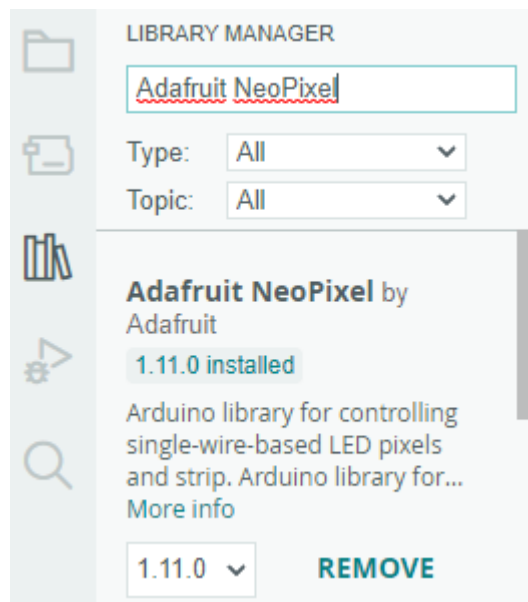 LIBRARY MANAGER
Adafruit NeoPixel
Type: All
Topic: All
Adafruit NeoPixel by
Adafruit
1.11.0 installed
Arduino library for controlling
single-wire-based LED pixels
and strip. Arduino library for...
More info
1.11.0 REMOVE